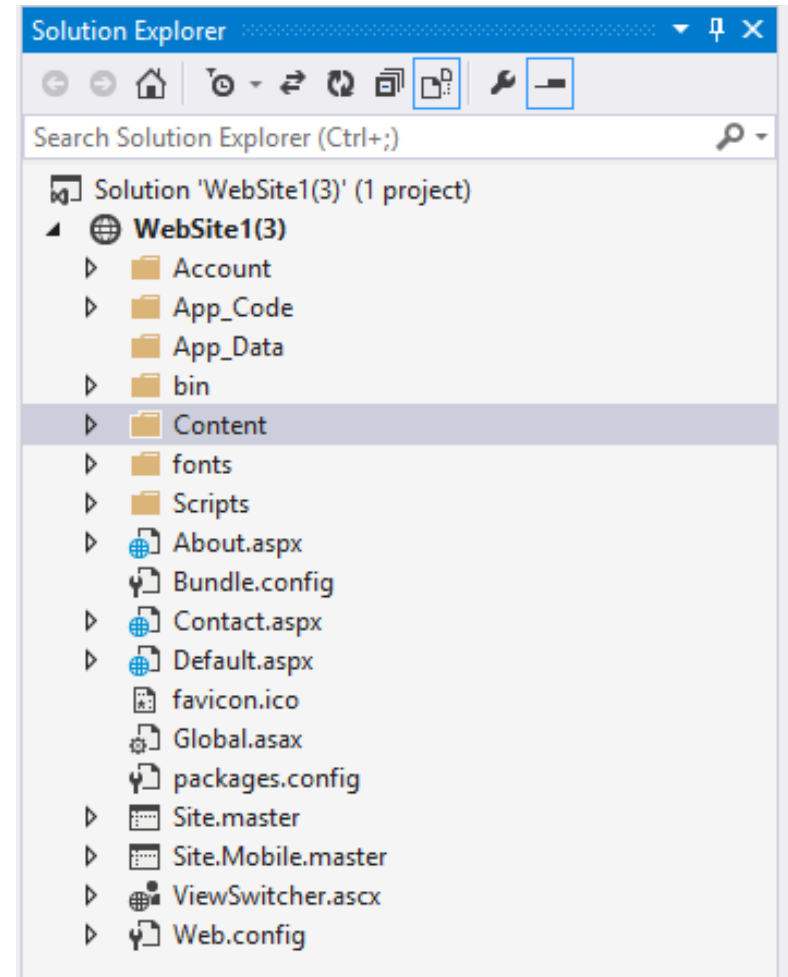 Solution Explorer
Search Solution Explorer (Ctrl+;)
Solution 'WebSite1(3)' (1 project)
WebSite1(3)
Account
App_Code
App_Data
bin
Content
fonts
Scripts
About.aspx
Bundle.config
Contact.aspx
Default.aspx
favicon.ico
Global.asax
packages.config
Site.master
Site.Mobile.master
ViewSwitcher.ascx
Web.config